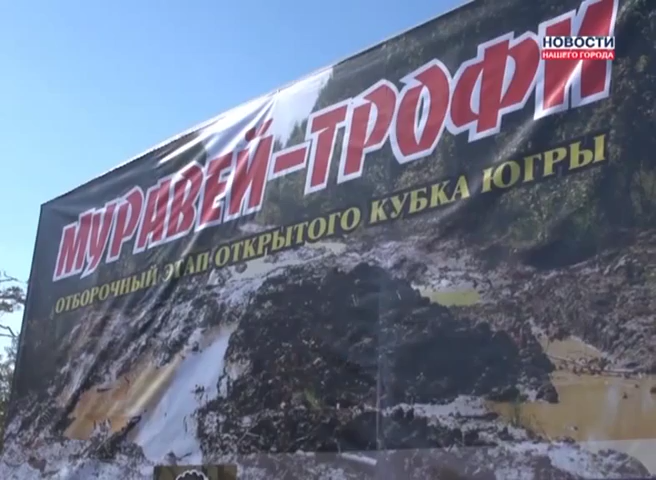 НОВОСТИ
НАШЕГО ГОРОДА
МУРАВЕЙ-ТРОФИ
ОТБОРОЧНЫЙ ЭТАП ОТКРЫТОГО КУБКА ЮГРЫ